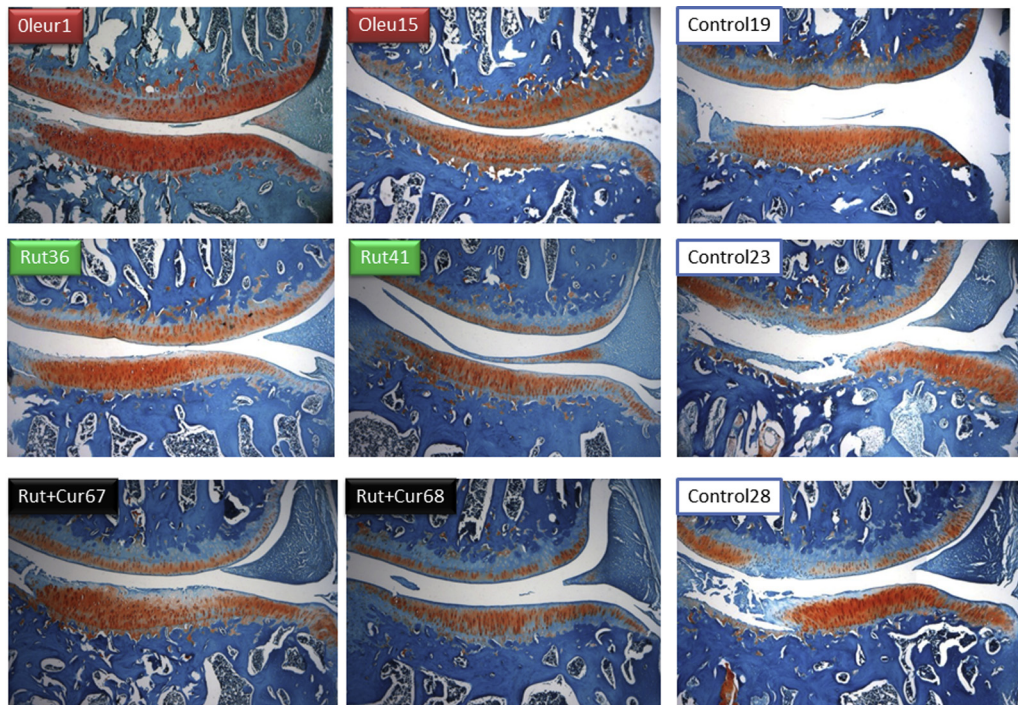 0leur1
Oleu15
Control19
Rut36
Rut41
Control23
Rut+Cur67
Rut+Cur68
Control28